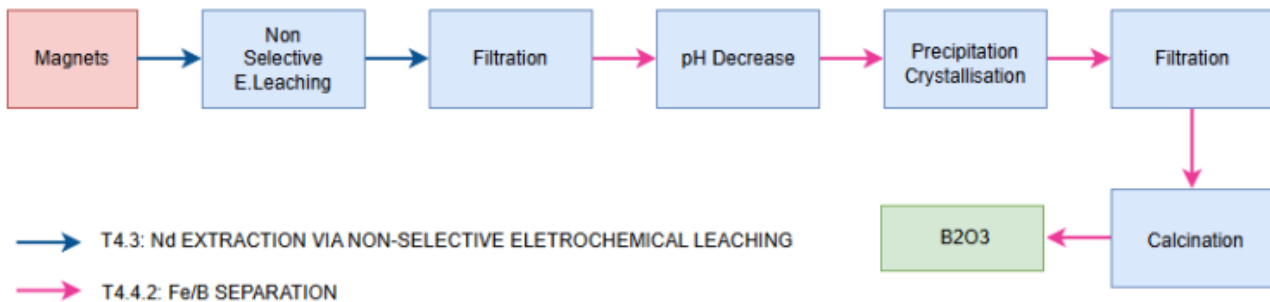 Magnets
Non
Selective
E.Leaching
Filtration
pH Decrease
Precipitation
Crystallisation
Filtration
Calcination
B2O3
T4.3: Nd EXTRACTION VIA NON-SELECTIVE ELETROCHEMICAL LEACHING
T4.4.2: Fe/B SEPARATION